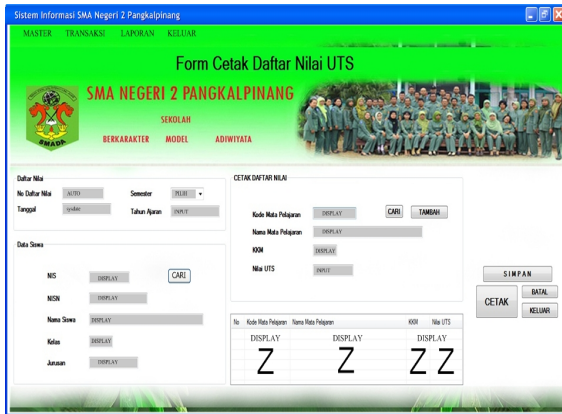 Sistem Informasi SMA Negeri 2 Pangkalpinang
MASTER TRANSAKSI LAPORAN KELUAR
Form Cetak Daftar Nilai UTS
SMA NEGERI 2 PANGKALPINANG
SEKOLAH
BERKARAKTER MODEL ADIWIYATA
SMADA
Daftar Nilai
No Daftar Nilai AUTO Semester PILIH
Tanggal sysdate Tahun Ajaran INPUT
Data Siswa
NIS DISPLAY CARI
NISN DISPLAY
Nama Siswa DISPLAY
Kelas DISPLAY
Jurusan DISPLAY
CETAK DAFTAR NILAI
Kode Mata Pelajaran DISPLAY CARI TAMBAH
Nama Mata Pelajaran DISPLAY
KKM DISPLAY
Nilai UTS INPUT
No Kode Mata Pelajaran Nama Mata Pelajaran KKM Nilai UTS
DISPLAY DISPLAY DISPLAY
Z Z Z Z
SIMPAN
CETAK BATAL
KELUAR